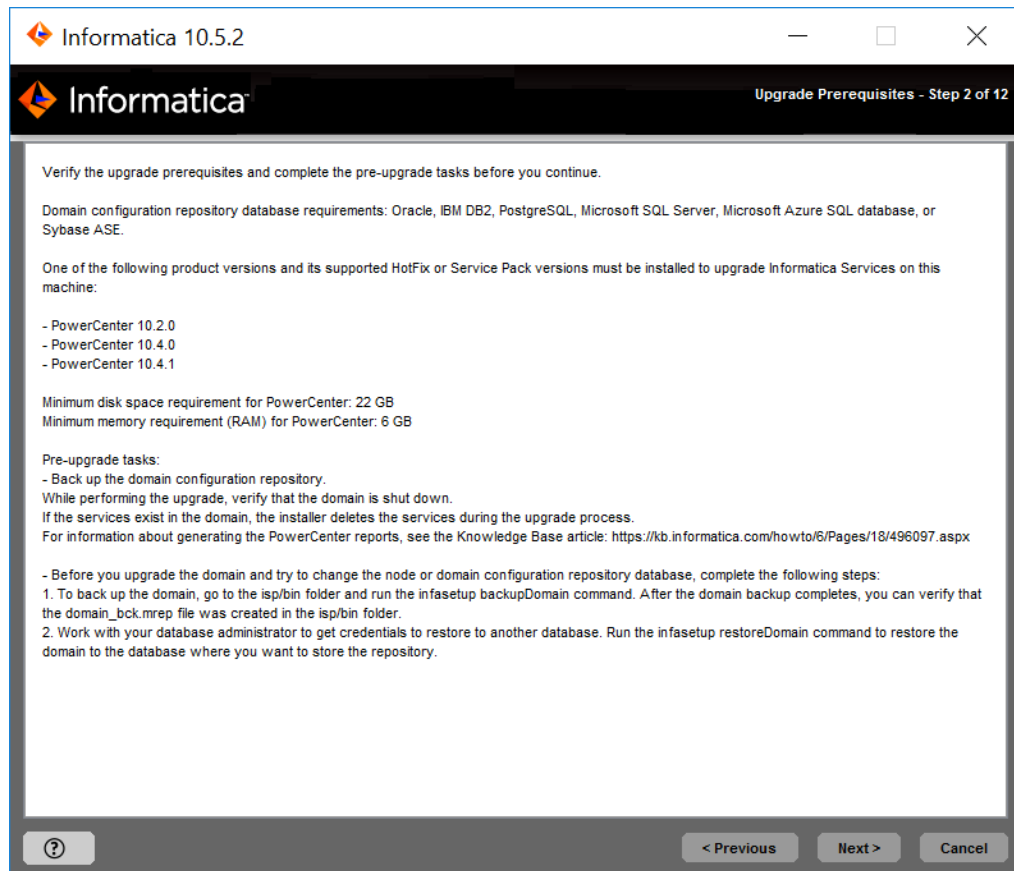 Informatica 10.5.2
Informatica
Upgrade Prerequisites - Step 2 of 12
Verify the upgrade prerequisites and complete the pre-upgrade tasks before you continue.
Domain configuration repository database requirements: Oracle, IBM DB2, PostgreSQL, Microsoft SQL Server, Microsoft Azure SQL database, or
Sybase ASE.
One of the following product versions and its supported HotFix or Service Pack versions must be installed to upgrade Informatica Services on this
machine:
- PowerCenter 10.2.0
- PowerCenter 10.4.0
- PowerCenter 10.4.1
Minimum disk space requirement for PowerCenter: 22 GB
Minimum memory requirement (RAM) for PowerCenter: 6 GB
Pre-upgrade tasks:
- Back up the domain configuration repository.
While performing the upgrade, verify that the domain is shut down.
If the services exist in the domain, the installer deletes the services during the upgrade process.
For information about generating the PowerCenter reports, see the Knowledge Base article: https://kb.informatica.com/howto/6/Pages/18/496097.aspx
- Before you upgrade the domain and try to change the node or domain configuration repository database, complete the following steps:
1. To back up the domain, go to the isp/bin folder and run the infasetup backupDomain command. After the domain backup completes, you can verify that
the domain_bck.mrep file was created in the isp/bin folder.
2. Work with your database administrator to get credentials to restore to another database. Run the infasetup restoreDomain command to restore the
domain to the database where you want to store the repository.
?
< Previous
Next >
Cancel